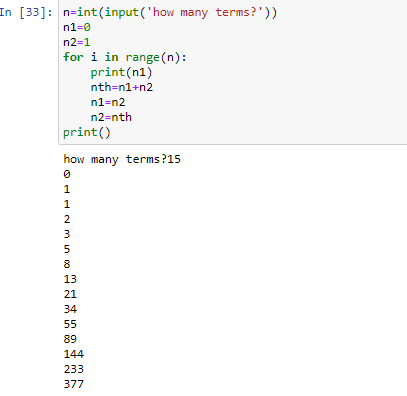 In [33]: n=int(input('how many terms?'))
n1=0
n2=1
for i in range(n):
    print(n1)
    nth=n1+n2
    n1=n2
    n2=nth
print()
how many terms?15
0
1
1
2
3
5
8
13
21
34
55
89
144
233
377